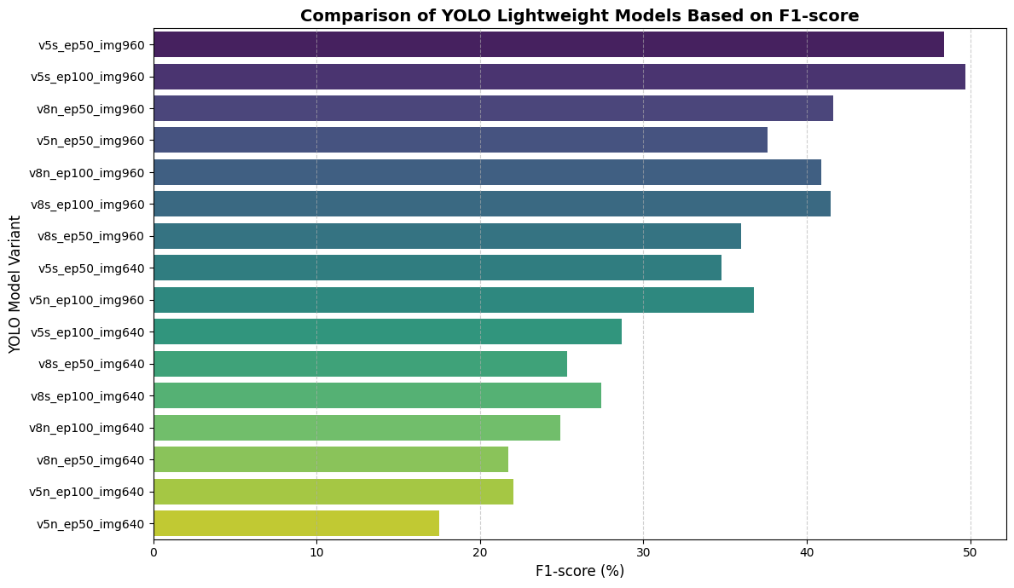 Comparison of YOLO Lightweight Models Based on F1-score
YOLO Model Variant
v5s_ep50_img960
v5s_ep100_img960
v8n_ep50_img960
v5n_ep50_img960
v8n_ep100_img960
v8s_ep100_img960
v8s_ep50_img960
v5s_ep50_img640
v5n_ep100_img960
v5s_ep100_img640
v8s_ep50_img640
v8s_ep100_img640
v8n_ep100_img640
v8n_ep50_img640
v5n_ep100_img640
v5n_ep50_img640
0 10 20 30 40 50
F1-score (%)